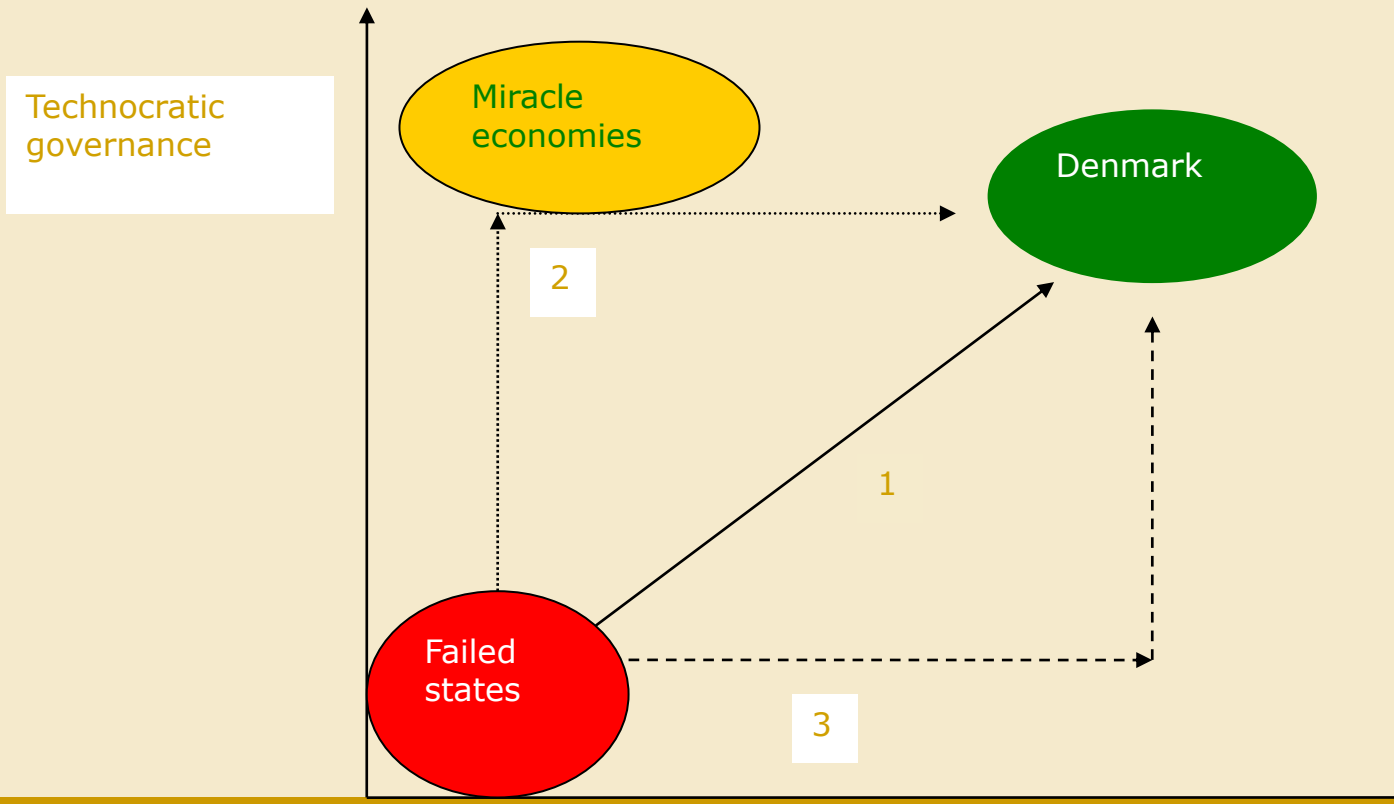 Technocratic
governance
Miracle
economies
Denmark
2
1
Failed
states
3